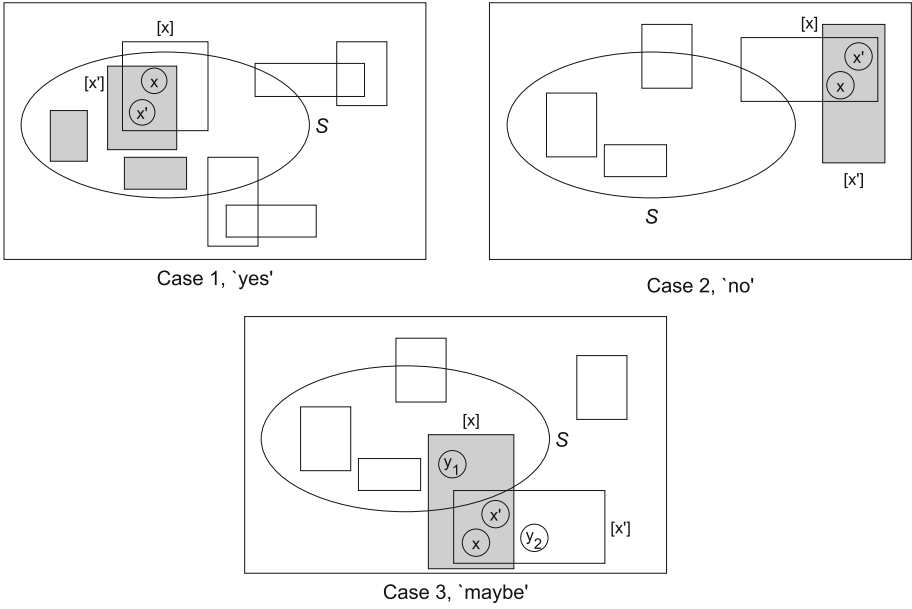 [x]
[x']
x
x'
S
Case 1, `yes'
[x]
x'
x
[x']
S
Case 2, `no'
[x]
S
y1
x'
x
y2
[x']
Case 3, `maybe'